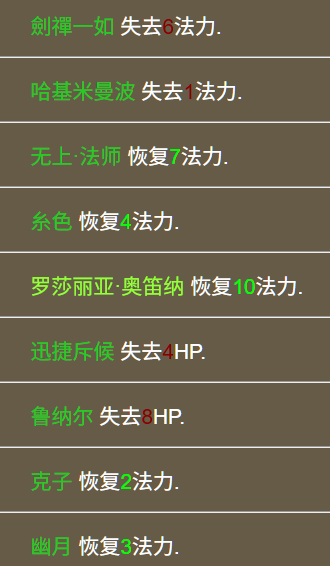 劍禪一如 失去6法力.
哈基米曼波 失去1法力.
无上·法师 恢复7法力.
糸色 恢复4法力.
罗莎丽亚·奥笛纳 恢复10法力.
迅捷斥候 失去4HP.
鲁纳尔 失去8HP.
克子 恢复2法力.
幽月 恢复3法力.